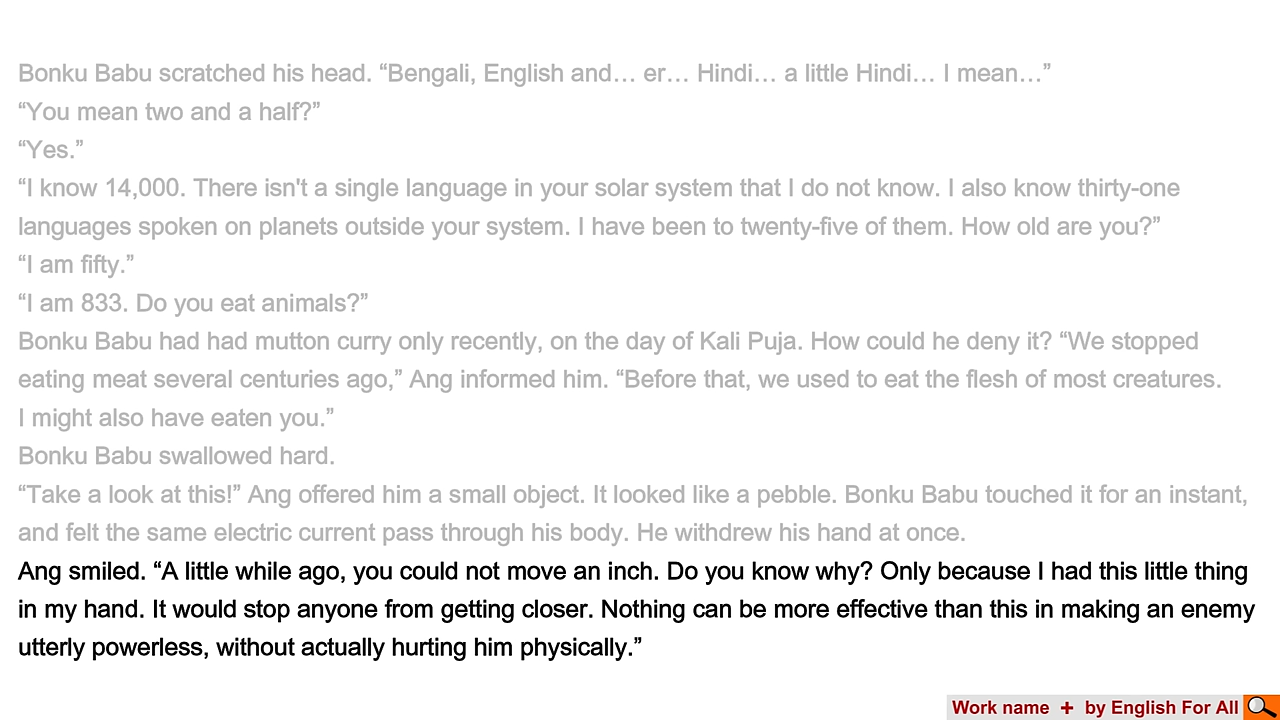 Bonku Babu scratched his head. “Bengali, English and… er… Hindi… a little Hindi… I mean…”
“You mean two and a half?”
“Yes.”
“I know 14,000. There isn't a single language in your solar system that I do not know. I also know thirty-one
languages spoken on planets outside your system. I have been to twenty-five of them. How old are you?”
“I am fifty.”
“I am 833. Do you eat animals?”
Bonku Babu had had mutton curry only recently, on the day of Kali Puja. How could he deny it? “We stopped
eating meat several centuries ago,” Ang informed him. “Before that, we used to eat the flesh of most creatures.
I might also have eaten you.”
Bonku Babu swallowed hard.
“Take a look at this!” Ang offered him a small object. It looked like a pebble. Bonku Babu touched it for an instant,
and felt the same electric current pass through his body. He withdrew his hand at once.
Ang smiled. “A little while ago, you could not move an inch. Do you know why? Only because I had this little thing
in my hand. It would stop anyone from getting closer. Nothing can be more effective than this in making an enemy
utterly powerless, without actually hurting him physically.”
Work name + by English For All